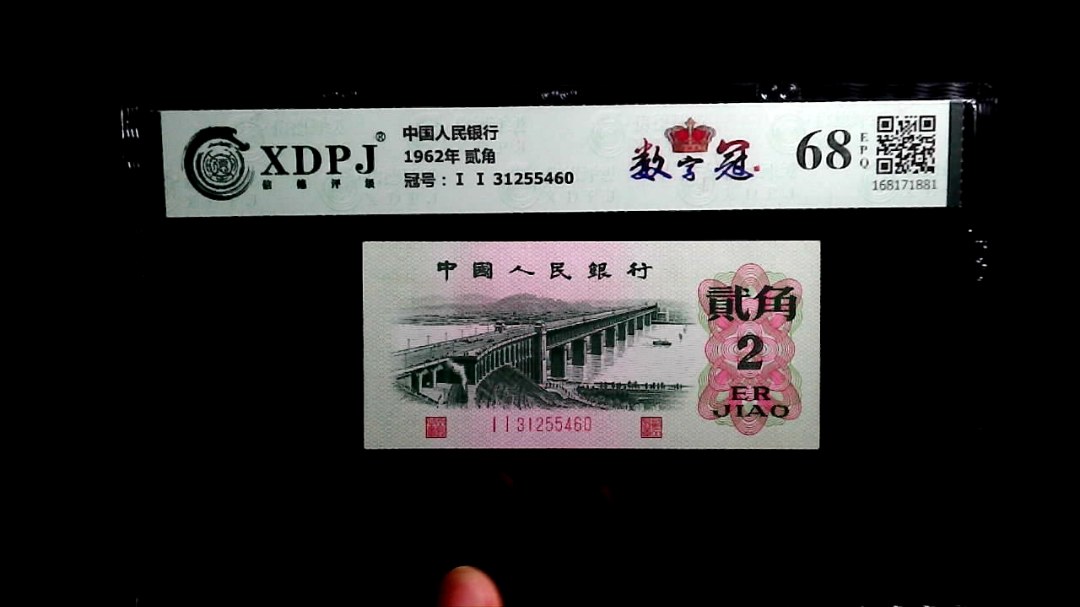 XDPJ®
信德评级
中国人民银行
1962年 贰角
冠号：I I 31255460
数字冠
68
EPQ
168171881
中國人民銀行
貳角
2
ER
JIAO
I I 31255460